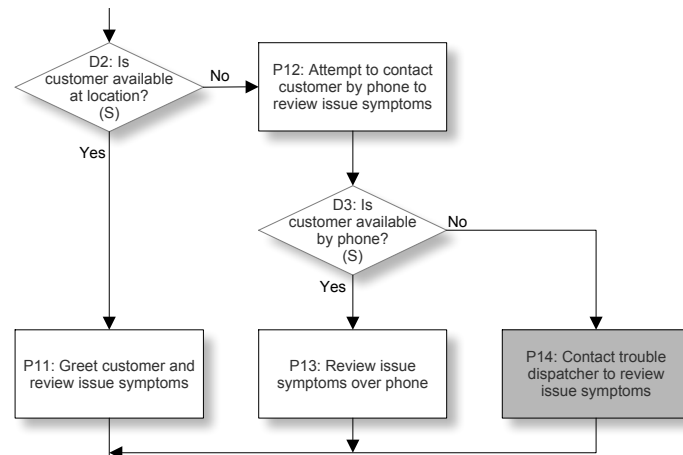 D2: Is
customer available
at location?
(S)
No
P12: Attempt to contact
customer by phone to
review issue symptoms
Yes
D3: Is
customer available
by phone?
(S)
No
Yes
P11: Greet customer and
review issue symptoms
P13: Review issue
symptoms over phone
P14: Contact trouble
dispatcher to review
issue symptoms